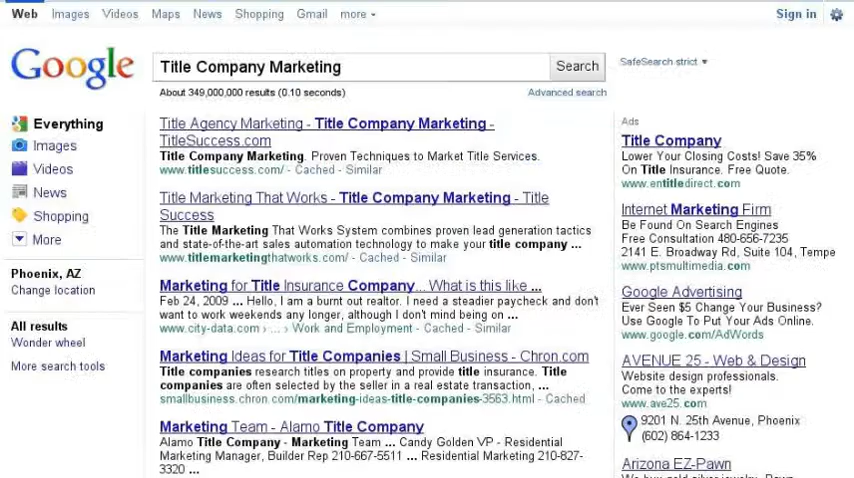 Web Images Videos Maps News Shopping Gmail more
Sign in
Google
Title Company Marketing
Search
SafeSearch strict
About 349,000,000 results (0.10 seconds)
Advanced search
Everything
Images
Videos
News
Shopping
More
Phoenix, AZ
Change location
All results
Wonder wheel
More search tools
Title Agency Marketing - Title Company Marketing -
TitleSuccess.com
Title Company Marketing. Proven Techniques to Market Title Services.
www.titlesuccess.com/ - Cached - Similar
Title Marketing That Works - Title Company Marketing - Title
Success
The Title Marketing That Works System combines proven lead generation tactics
and state-of-the-art sales automation technology to make your title company ...
www.titlemarketingthatworks.com/ - Cached - Similar
Marketing for Title Insurance Company... What is this like ...
Feb 24, 2009 ... Hello, I am a burnt out realtor. I need a steadier paycheck and don't
want to work weekends any longer, although I don't mind being on ...
www.city-data.com › ... › Work and Employment - Cached - Similar
Marketing Ideas for Title Companies | Small Business - Chron.com
Title companies research titles on property and provide title insurance. Title
companies are often selected by the seller in a real estate transaction, ...
smallbusiness.chron.com/marketing-ideas-title-companies-3563.html - Cached
Marketing Team - Alamo Title Company
Alamo Title Company - Marketing Team ... Candy Golden VP - Residential
Marketing Manager, Builder Rep 210-667-5511 ... Residential Marketing 210-827-
3320 ...
Ads
Title Company
Lower Your Closing Costs! Save 35%
On Title Insurance. Free Quote.
www.entitledirect.com
Internet Marketing Firm
Be Found On Search Engines
Free Consultation 480-656-7235
2141 E. Broadway Rd, Suite 104, Tempe
www.ptsmultimedia.com
Google Advertising
Ever Seen $5 Change Your Business?
Use Google To Put Your Ads Online.
www.google.com/AdWords
AVENUE 25 - Web & Design
Website design professionals.
Come to the experts!
www.ave25.com
9201 N. 25th Avenue, Phoenix
(602) 864-1233
Arizona EZ-Pawn